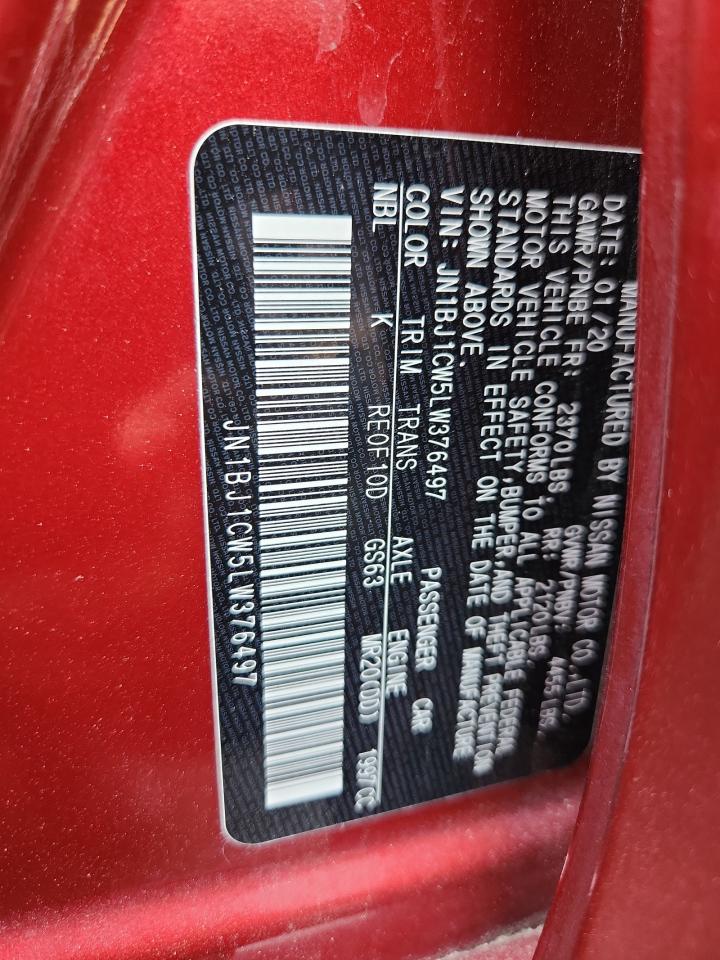 MANUFACTURED BY NISSAN MOTOR CO.,LTD.
DATE: 01/20 GVWR/PNBV: 4455 LBS.
GAWR/PNBE FR: 2370LBS. RR: 2120LBS.
THIS VEHICLE CONFORMS TO ALL APPLICABLE FEDERAL
MOTOR VEHICLE SAFETY,BUMPER,AND THEFT PREVENTION
STANDARDS IN EFFECT ON THE DATE OF MANUFACTURE
SHOWN ABOVE.
VIN: JN1BJ1CW5LW376497 PASSENGER CAR
COLOR TRIM TRANS AXLE ENGINE
NBL K RE0F10D GS63 MR20(DD) 1997CC
JN1BJ1CW5LW376497